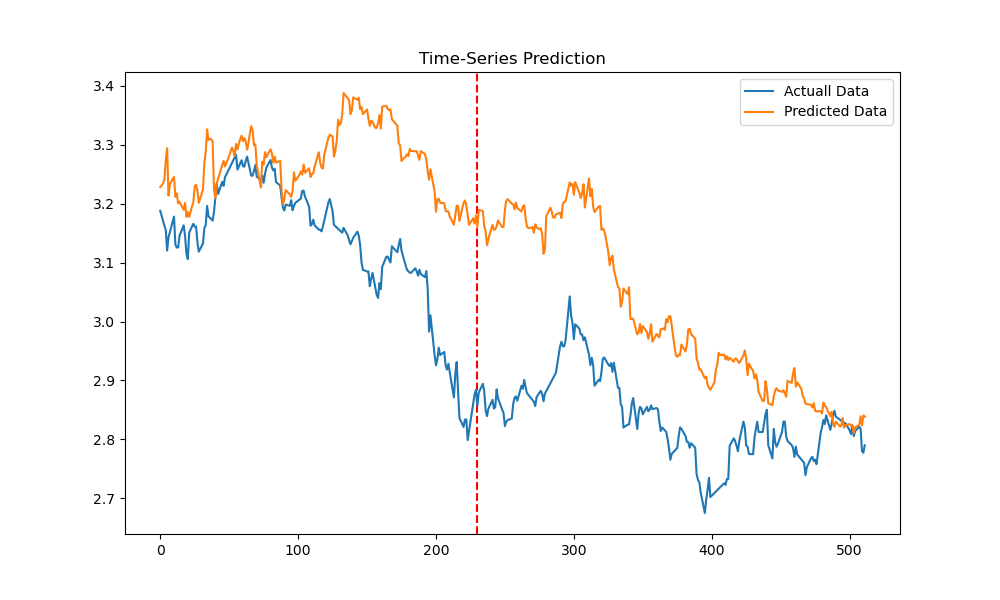 Time-Series Prediction
Actuall Data
Predicted Data
3.4
3.3
3.2
3.1
3.0
2.9
2.8
2.7
0 100 200 300 400 500